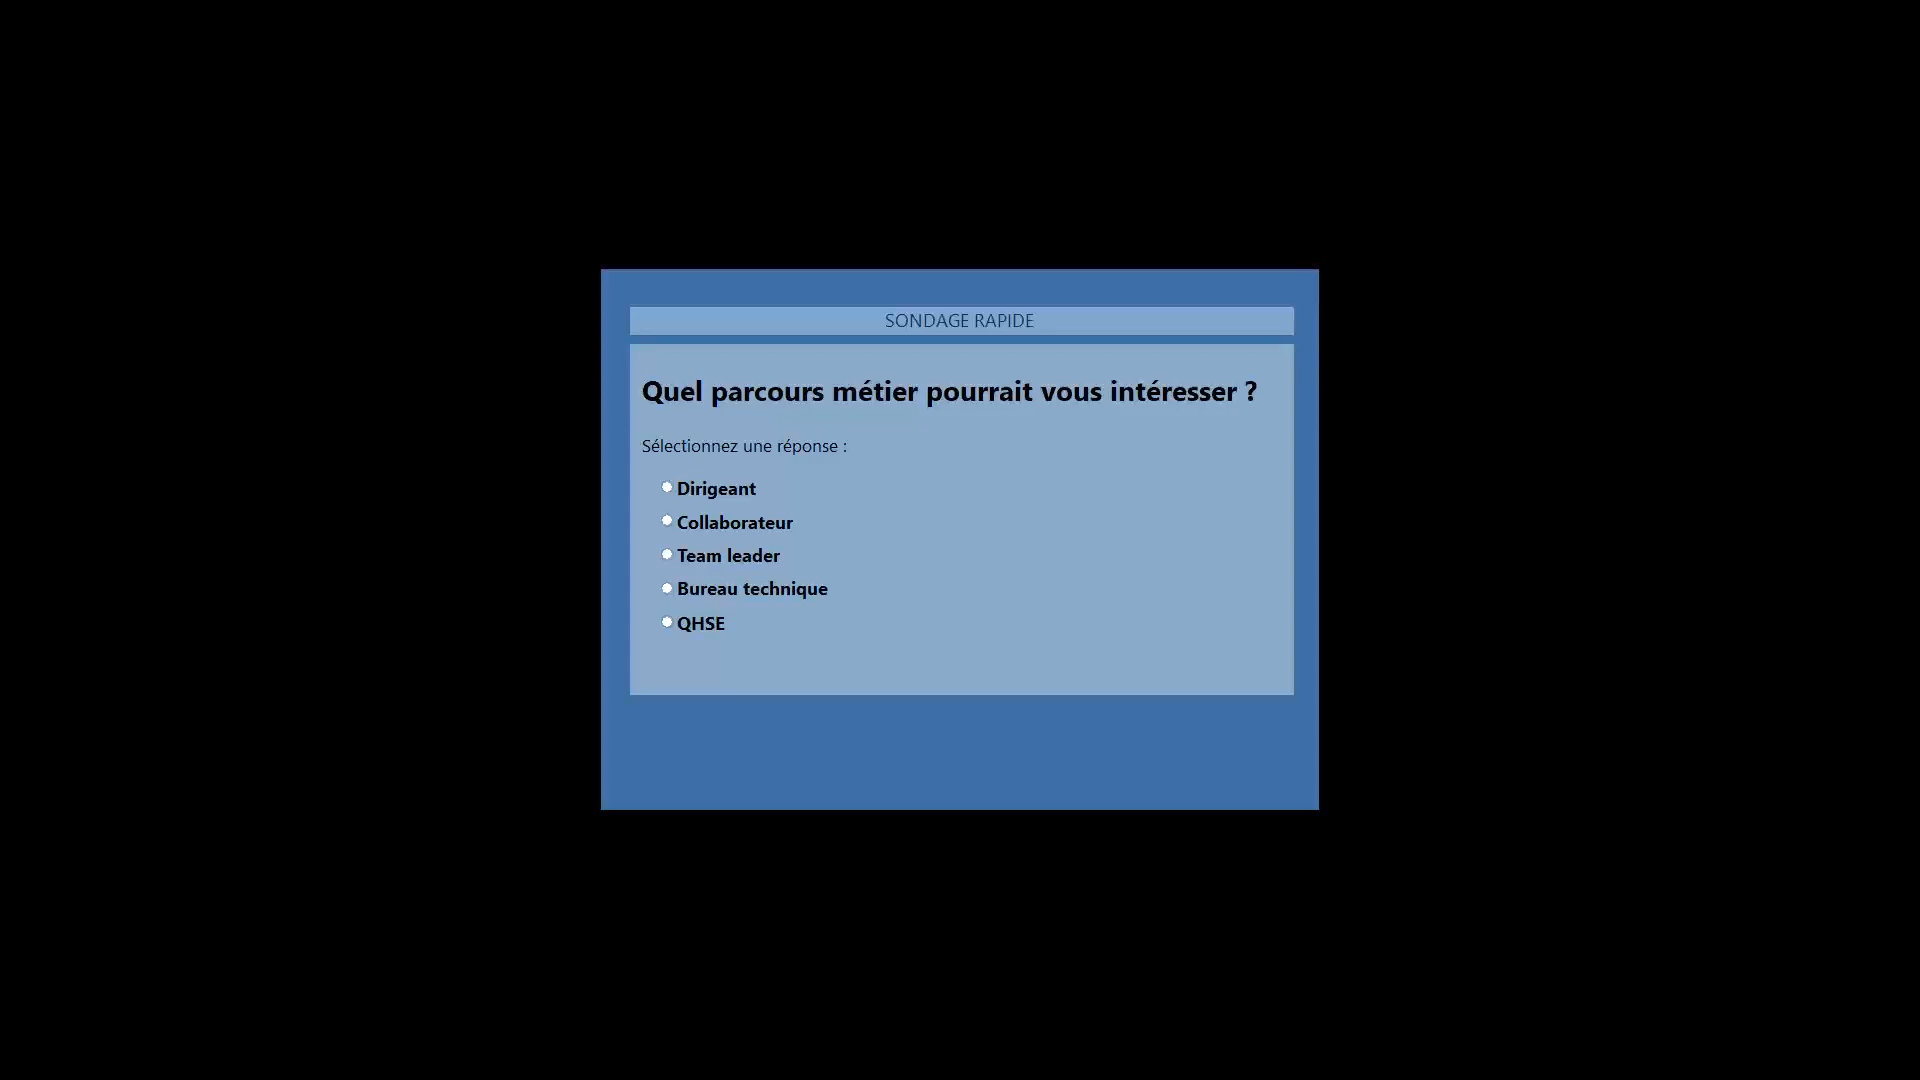 SONDAGE RAPIDE
Quel parcours métier pourrait vous intéresser ?
Sélectionnez une réponse :
Dirigeant
Collaborateur
Team leader
Bureau technique
QHSE